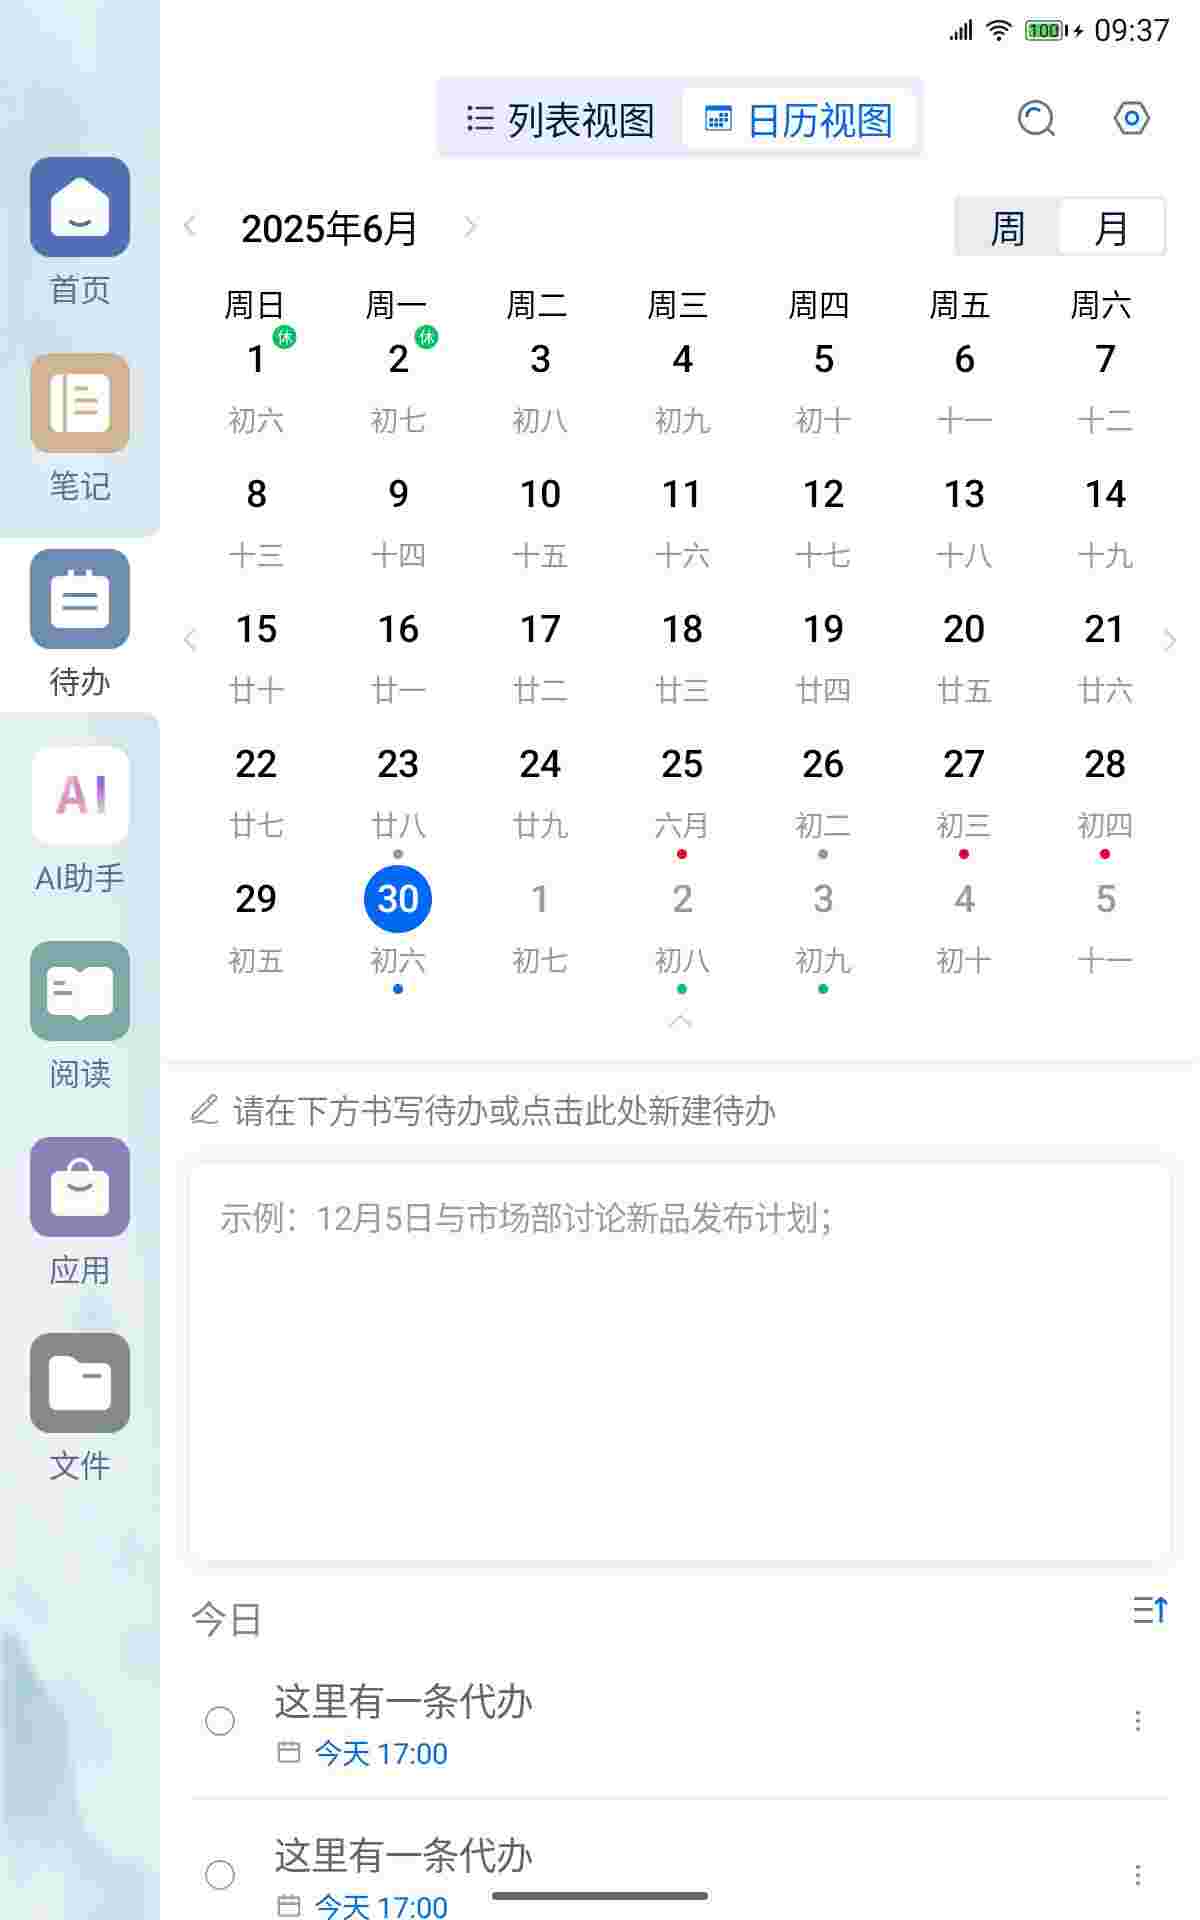 100 09:37
列表视图 日历视图
2025年6月 周 月
周日 周一 周二 周三 周四 周五 周六
休 休
1 2 3 4 5 6 7
初六 初七 初八 初九 初十 十一 十二
8 9 10 11 12 13 14
十三 十四 十五 十六 十七 十八 十九
15 16 17 18 19 20 21
廿十 廿一 廿二 廿三 廿四 廿五 廿六
22 23 24 25 26 27 28
廿七 廿八 廿九 六月 初二 初三 初四
29 30 1 2 3 4 5
初五 初六 初七 初八 初九 初十 十一
请在下方书写待办或点击此处新建待办
示例：12月5日与市场部讨论新品发布计划；
今日
这里有一条代办
今天 17:00
这里有一条代办
今天 17:00
首页
笔记
待办
AI
AI助手
阅读
应用
文件